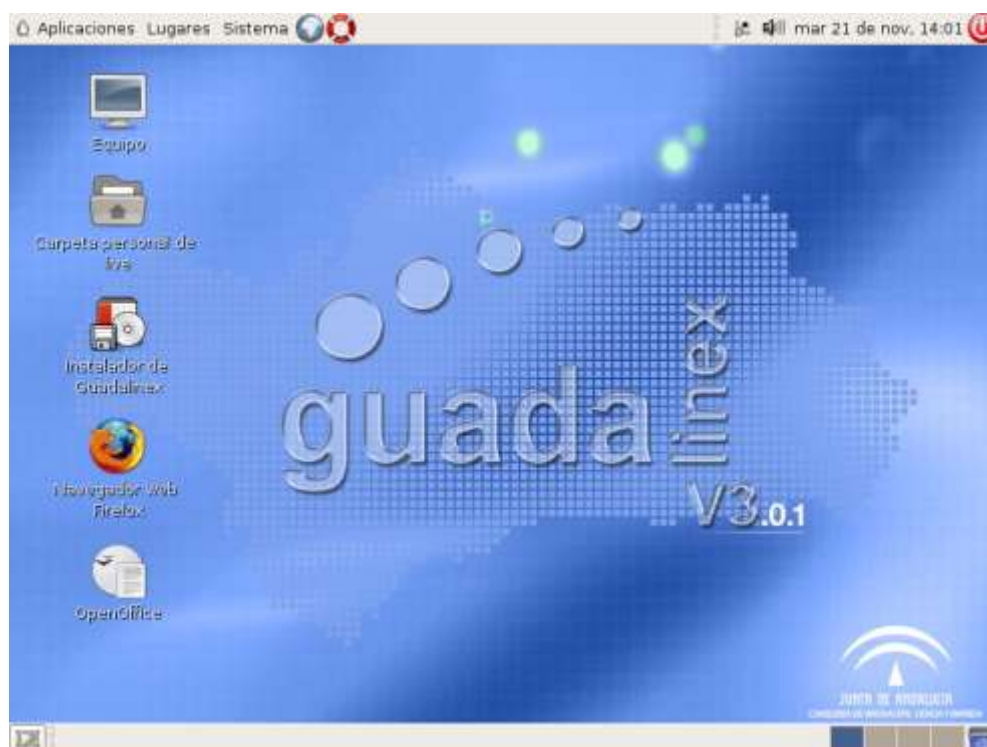 Aplicaciones Lugares Sistema
mar 21 de nov, 14:01
Equipo
Carpeta personal de
live
Instalador de
Guadalinex
Navegador web
Firefox
OpenOffice
guada
linex
V3.0.1
JUNTA DE ANDALUCIA